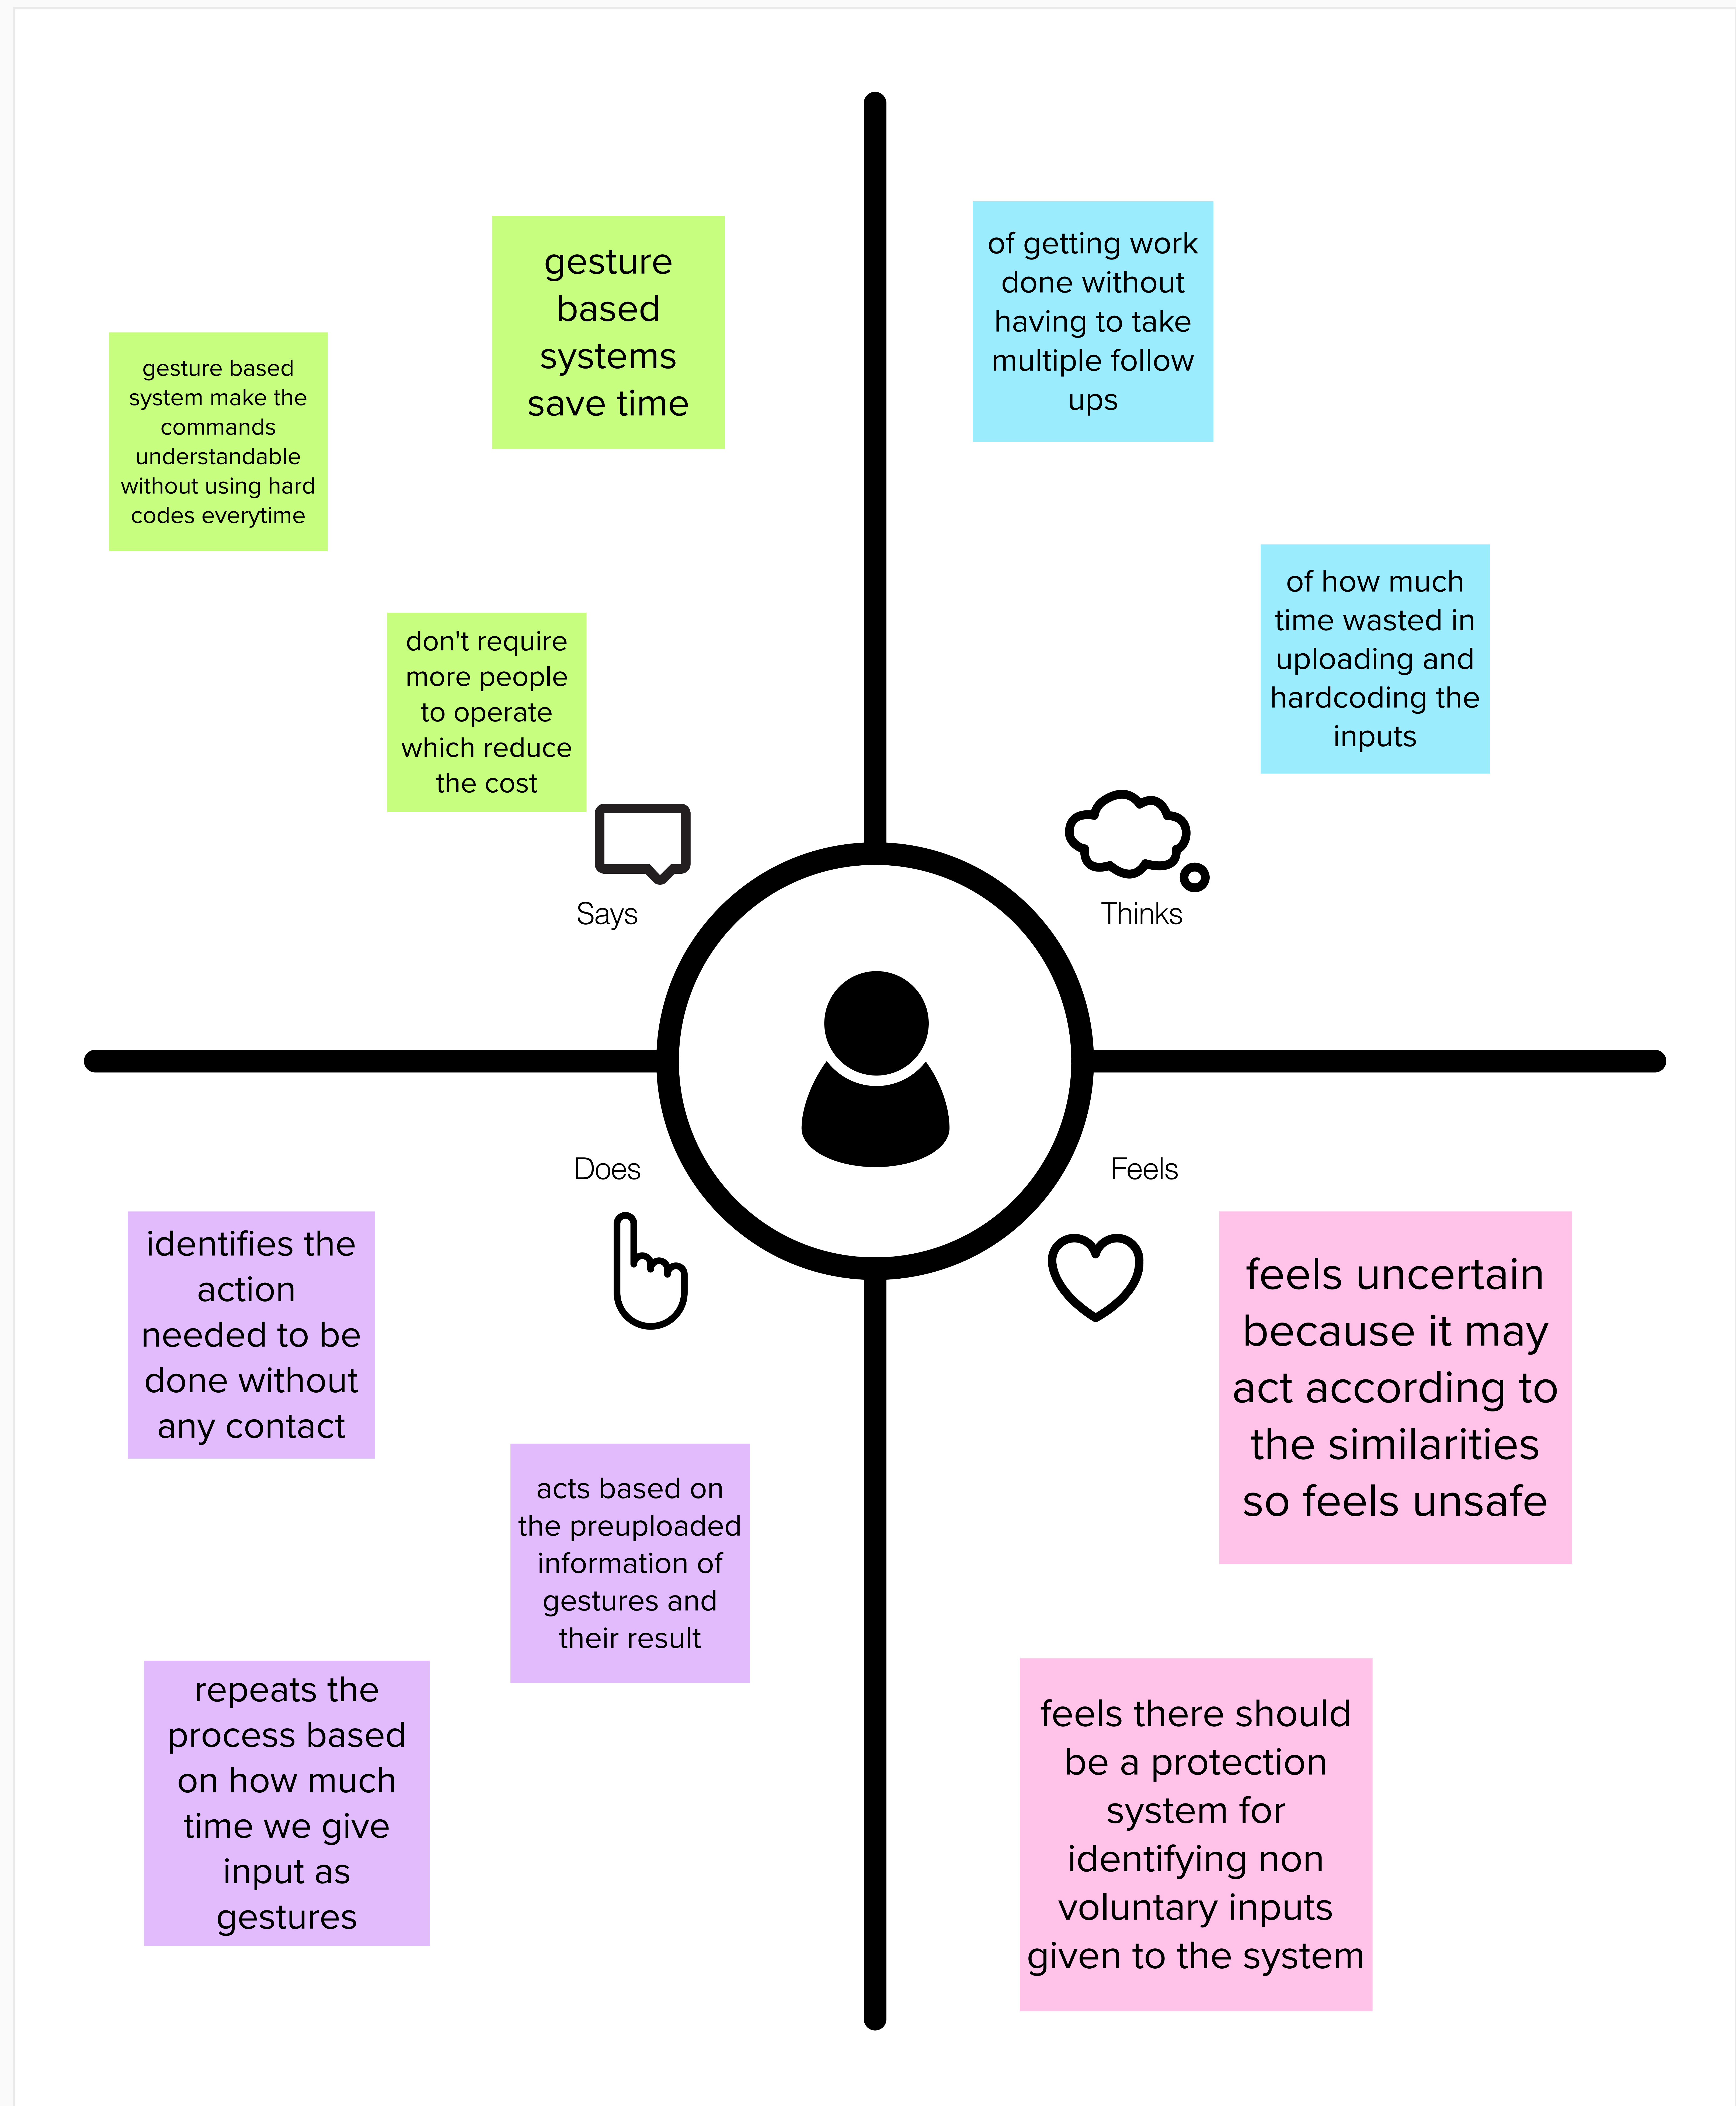 gesture
based
systems
save time
gesture based
system make the
commands
understandable
without using hard
codes everytime
don't require
more people
to operate
which reduce
the cost
Says
of getting work
done without
having to take
multiple follow
ups
of how much
time wasted in
uploading and
hardcoding the
inputs
Thinks
Does
identifies the
action
needed to be
done without
any contact
acts based on
the preuploaded
information of
gestures and
their result
repeats the
process based
on how much
time we give
input as
gestures
Feels
feels uncertain
because it may
act according to
the similarities
so feels unsafe
feels there should
be a protection
system for
identifying non
voluntary inputs
given to the system